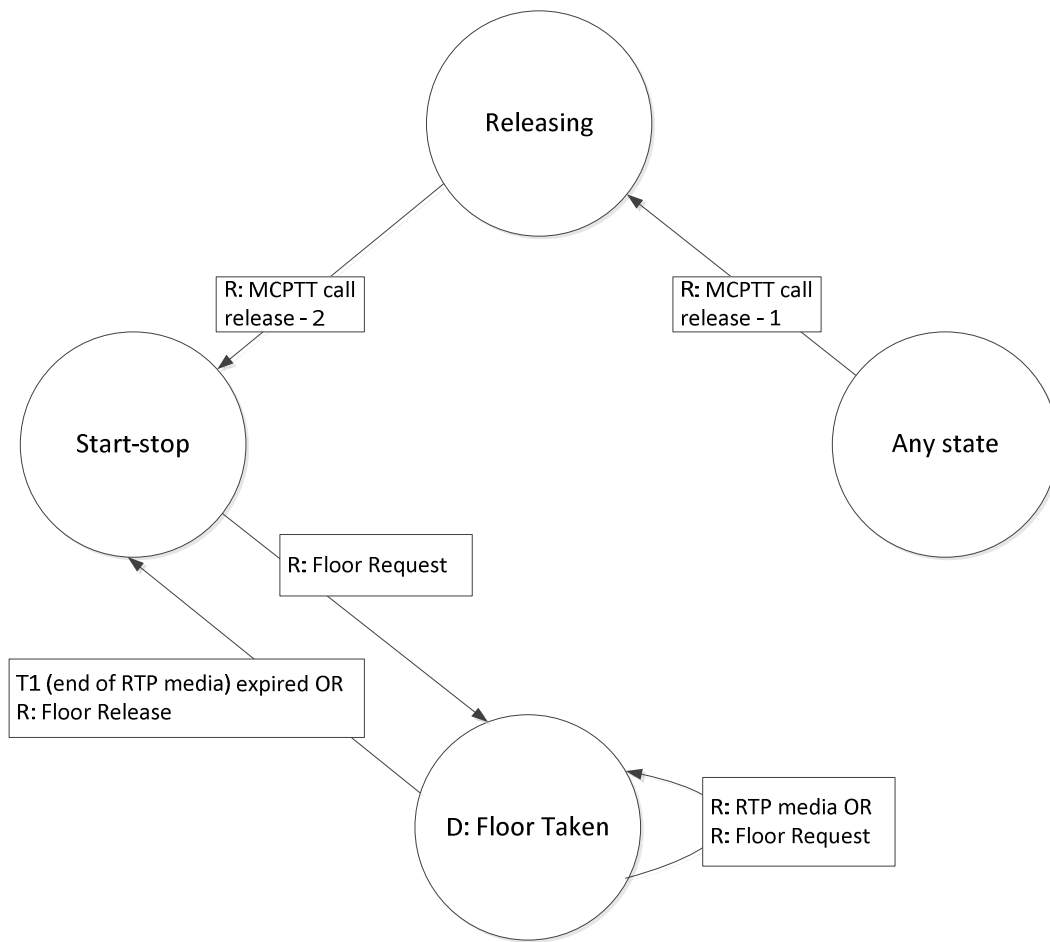 Releasing
R: MCPTT call
release - 2
R: MCPTT call
release - 1
Start-stop
Any state
R: Floor Request
T1 (end of RTP media) expired OR
R: Floor Release
D: Floor Taken
R: RTP media OR
R: Floor Request